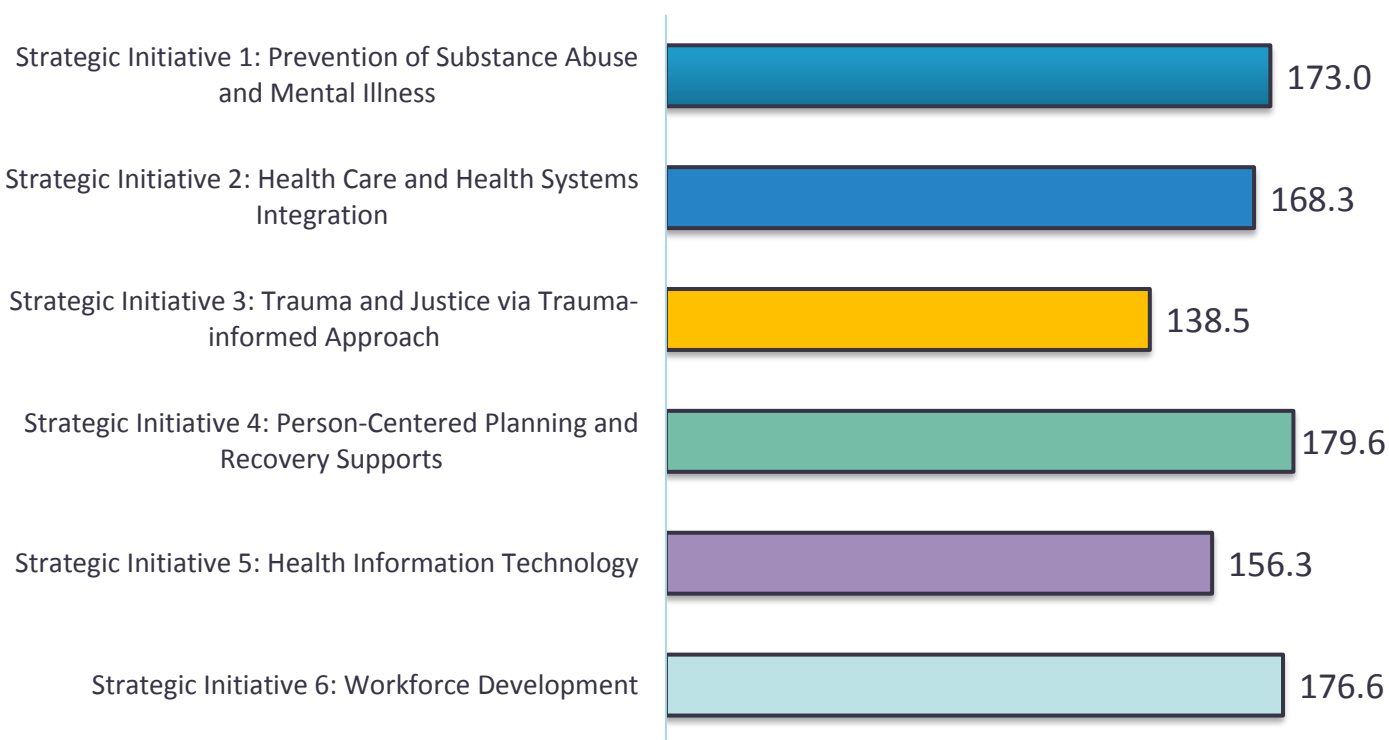 Strategic Initiative 1: Prevention of Substance Abuse
and Mental Illness
173.0
Strategic Initiative 2: Health Care and Health Systems
Integration
168.3
Strategic Initiative 3: Trauma and Justice via Trauma-
informed Approach
138.5
Strategic Initiative 4: Person-Centered Planning and
Recovery Supports
179.6
Strategic Initiative 5: Health Information Technology
156.3
Strategic Initiative 6: Workforce Development
176.6